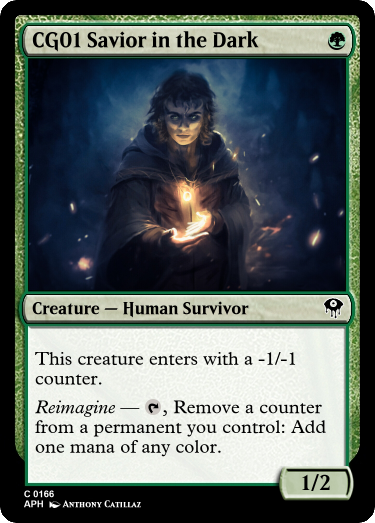 CG01 Savior in the Dark
Creature — Human Survivor
This creature enters with a -1/-1
counter.
Reimagine — , Remove a counter
from a permanent you control: Add
one mana of any color.
1/2
C 0166
APH Anthony Catillaz